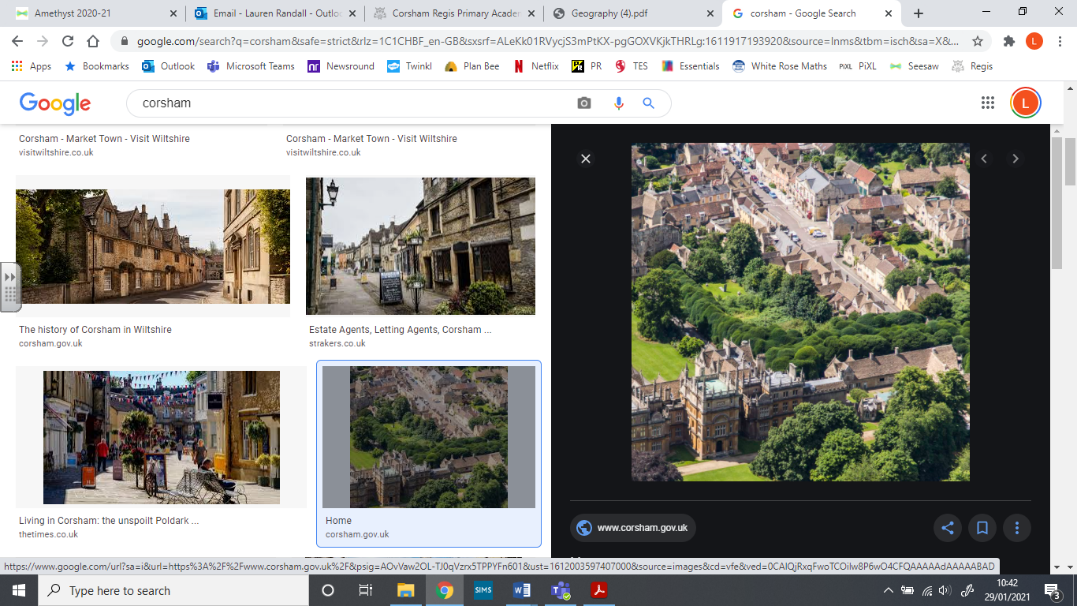 Amethyst 2020-21
Email - Lauren Randall - Outlo
Corsham Regis Primary Acader
Geography (4).pdf
corsham - Google Search
google.com/search?q=corsham&safe=strict&rlz=1C1CHBF_en-GB&sxsrf=ALeKk01RVycjS3mPtKX-pgGOXVKjkTHRLg:1611917193920&source=lnms&tbm=isch&sa=X&...
L
Apps
Bookmarks
Outlook
Microsoft Teams
Newsround
Twinkl
Plan Bee
Netflix
PR
TES
Essentials
White Rose Maths
PiXL
PiXL
Seesaw
Regis
Google
corsham
L
Corsham - Market Town - Visit Wiltshire
visitwiltshire.co.uk
Corsham - Market Town - Visit Wiltshire
visitwiltshire.co.uk
The history of Corsham in Wiltshire
corsham.gov.uk
Estate Agents, Letting Agents, Corsham ...
strakers.co.uk
Living in Corsham: the unspoilt Poldark ...
thetimes.co.uk
Home
corsham.gov.uk
www.corsham.gov.uk
https://www.google.com/url?sa=i&url=https%3A%2F%2Fwww.corsham.gov.uk%2F&psig=AOvVaw2OL-TJ0qVzrx5TPPYFn601&ust=1612003597407000&source=images&cd=vfe&ved=0CAIQjRxqFwoTCOiIw8P6wO4CFQAAAAAdAAAAABAD
Type here to search
SIMS
10:42
29/01/2021
3